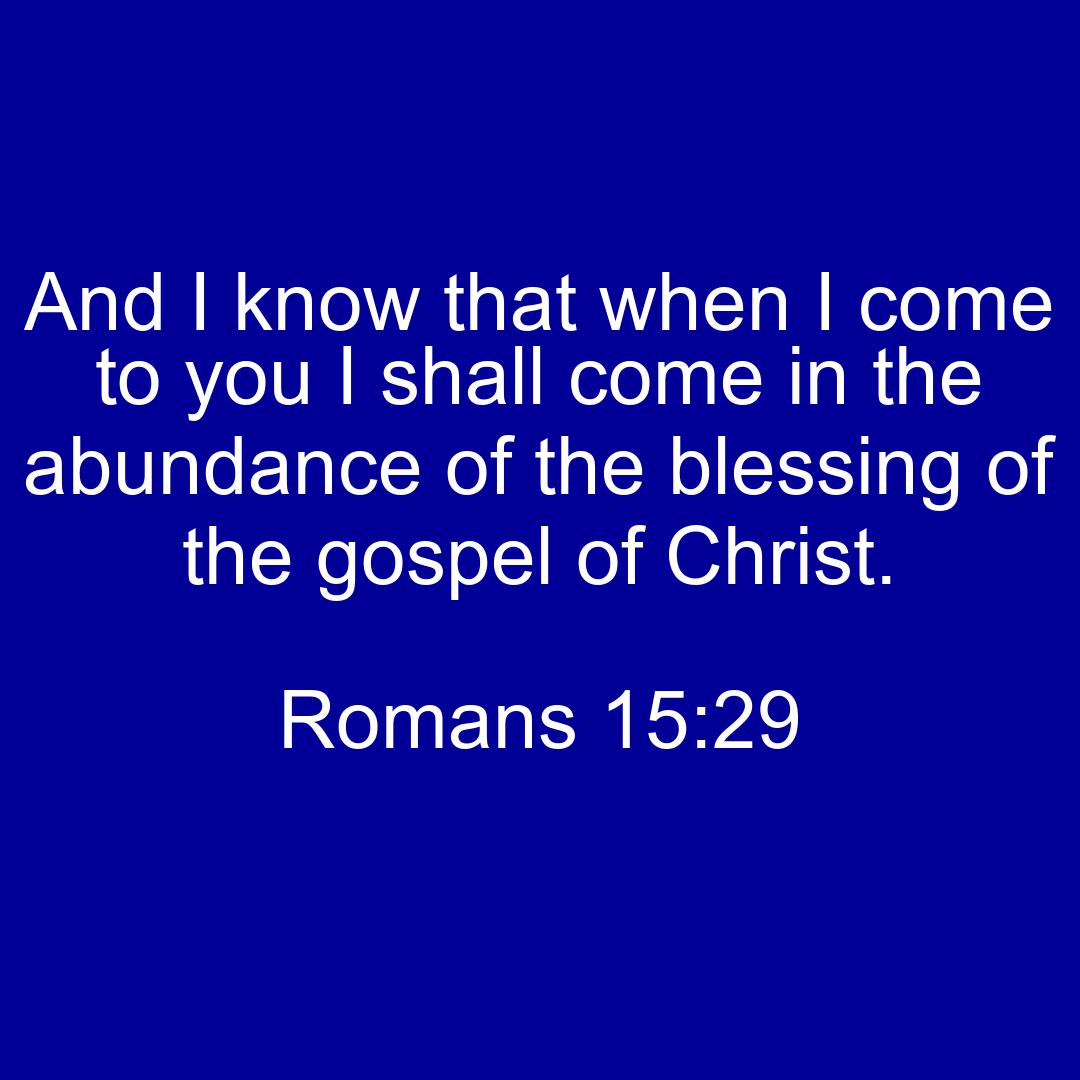 And I know that when I come
to you I shall come in the
abundance of the blessing of
the gospel of Christ.
Romans 15:29